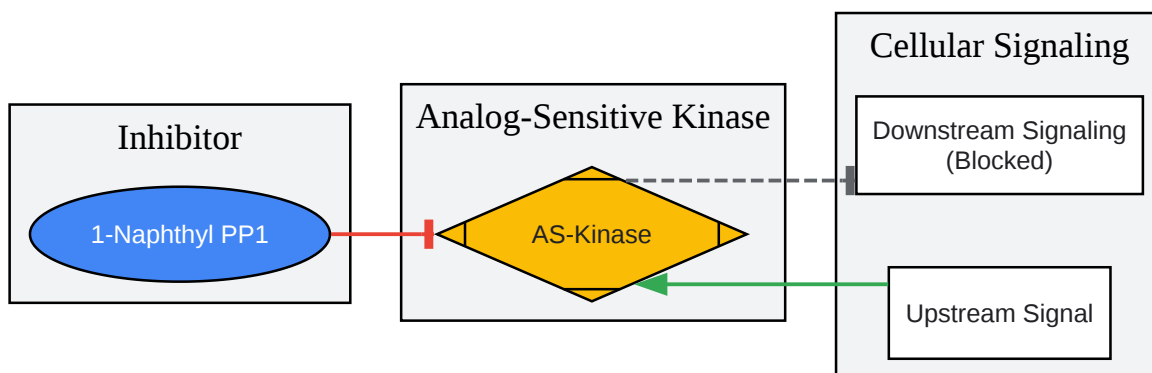 Inhibitor
1-Naphthyl PP1
Analog-Sensitive Kinase
AS-Kinase
Cellular Signaling
Downstream Signaling
(Blocked)
Upstream Signal